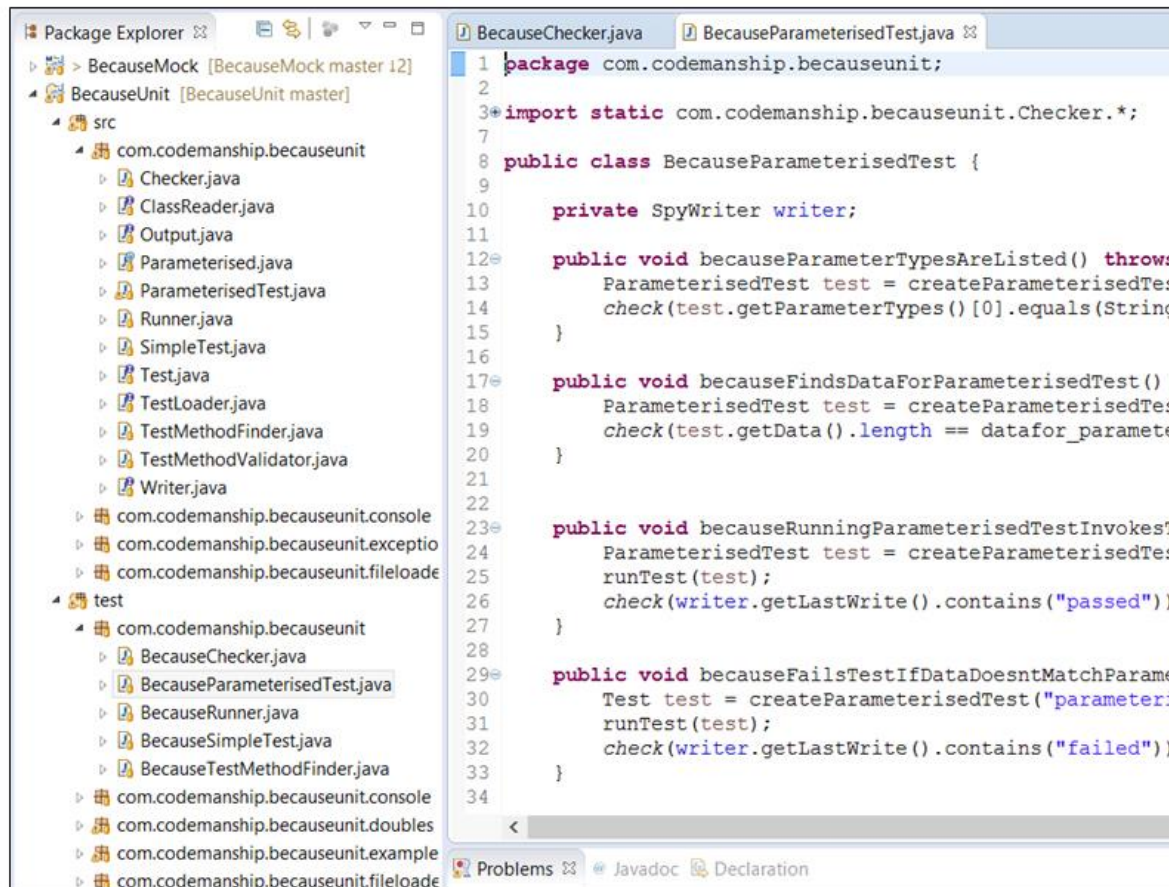 Package Explorer
> BecauseMock [BecauseMock master ↓2]
BecauseUnit [BecauseUnit master]
src
com.codemanship.becauseunit
Checker.java
ClassReader.java
Output.java
Parameterised.java
ParameterisedTest.java
Runner.java
SimpleTest.java
Test.java
TestLoader.java
TestMethodFinder.java
TestMethodValidator.java
Writer.java
com.codemanship.becauseunit.console
com.codemanship.becauseunit.exceptio
com.codemanship.becauseunit.fileloade
test
com.codemanship.becauseunit
BecauseChecker.java
BecauseParameterisedTest.java
BecauseRunner.java
BecauseSimpleTest.java
BecauseTestMethodFinder.java
com.codemanship.becauseunit.console
com.codemanship.becauseunit.doubles
com.codemanship.becauseunit.example
com.codemanship.becauseunit.fileloade
BecauseChecker.java BecauseParameterisedTest.java
1 package com.codemanship.becauseunit;
2
3 import static com.codemanship.becauseunit.Checker.*;
7
8 public class BecauseParameterisedTest {
9
10 private SpyWriter writer;
11
12 public void becauseParameterTypesAreListed() throws
13 ParameterisedTest test = createParameterisedTes
14 check(test.getParameterTypes()[0].equals(String
15 }
16
17 public void becauseFindsDataForParameterisedTest()
18 ParameterisedTest test = createParameterisedTes
19 check(test.getData().length == datafor_paramete
20 }
21
22
23 public void becauseRunningParameterisedTestInvokesT
24 ParameterisedTest test = createParameterisedTes
25 runTest(test);
26 check(writer.getLastWrite().contains("passed"))
27 }
28
29 public void becauseFailsTestIfDataDoesntMatchParame
30 Test test = createParameterisedTest("parameteri
31 runTest(test);
32 check(writer.getLastWrite().contains("failed"))
33 }
34
Problems Javadoc Declaration